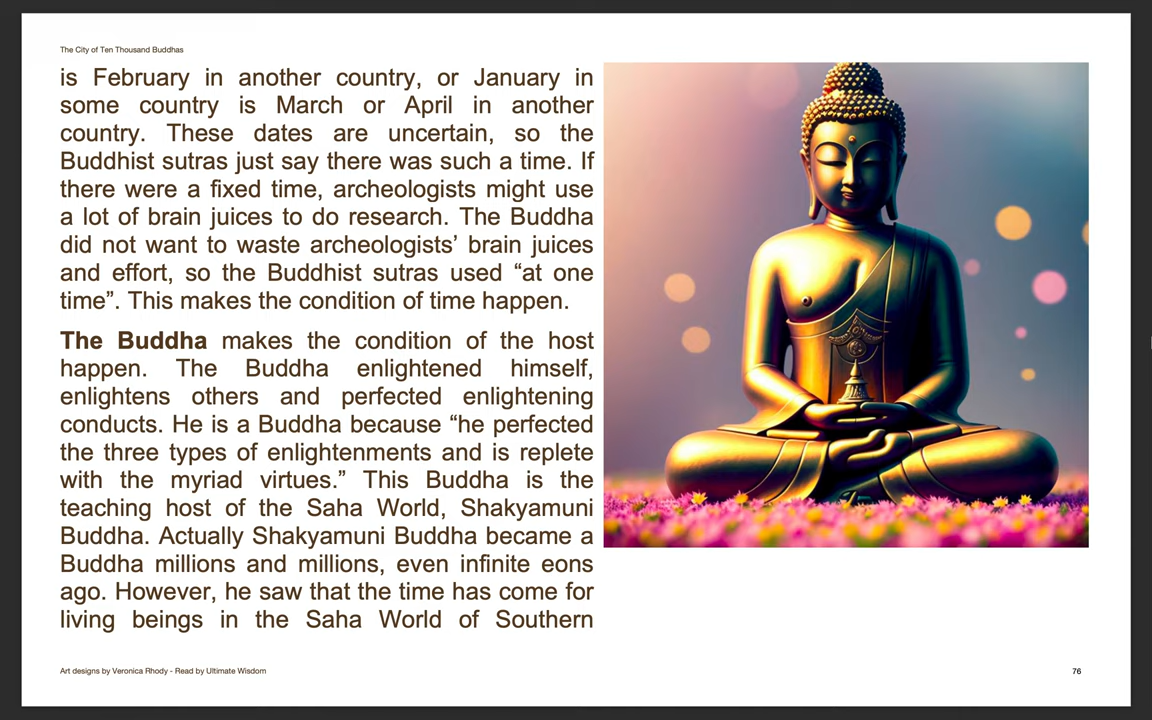 The City of Ten Thousand Buddhas
is February in another country, or January in
some country is March or April in another
country. These dates are uncertain, so the
Buddhist sutras just say there was such a time. If
there were a fixed time, archeologists might use
a lot of brain juices to do research. The Buddha
did not want to waste archeologists’ brain juices
and effort, so the Buddhist sutras used “at one
time”. This makes the condition of time happen.
The Buddha makes the condition of the host
happen. The Buddha enlightened himself,
enlightens others and perfected enlightening
conducts. He is a Buddha because “he perfected
the three types of enlightenments and is replete
with the myriad virtues.” This Buddha is the
teaching host of the Saha World, Shakyamuni
Buddha. Actually Shakyamuni Buddha became a
Buddha millions and millions, even infinite eons
ago. However, he saw that the time has come for
living beings in the Saha World of Southern
Art designs by Veronica Rhody - Read by Ultimate Wisdom
76